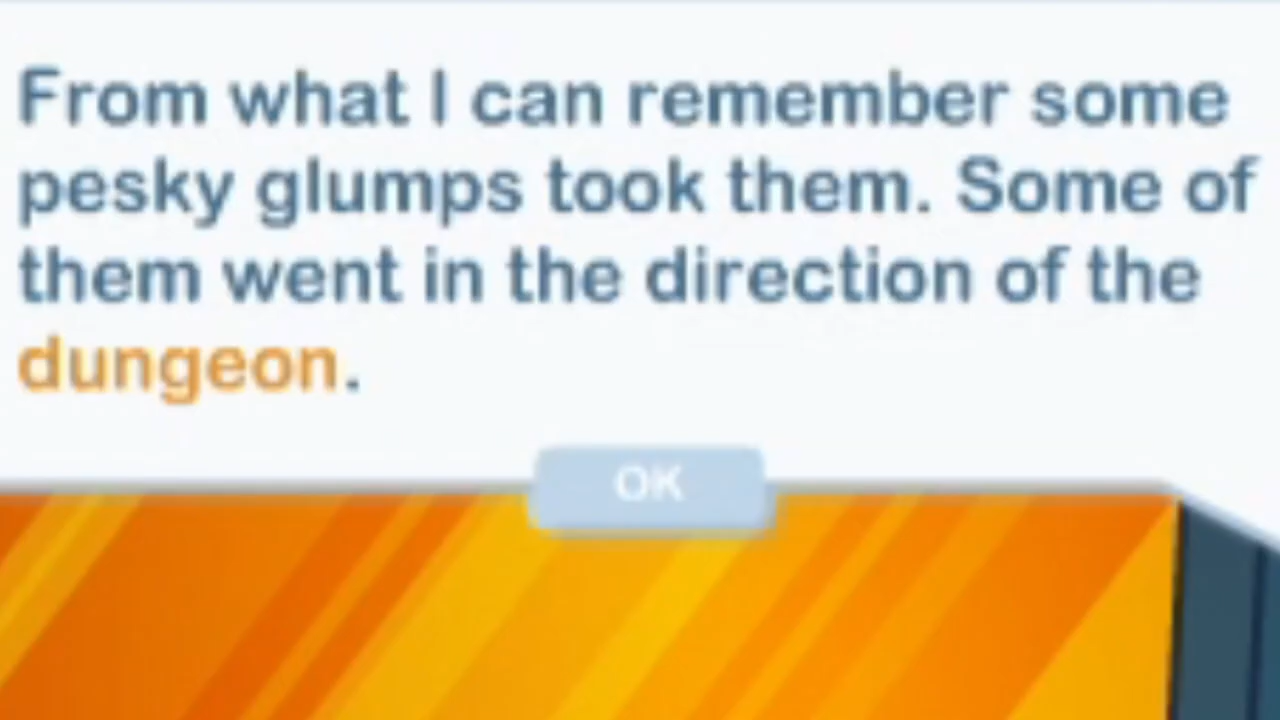 From what I can remember some
pesky glumps took them. Some of
them went in the direction of the
dungeon.
OK